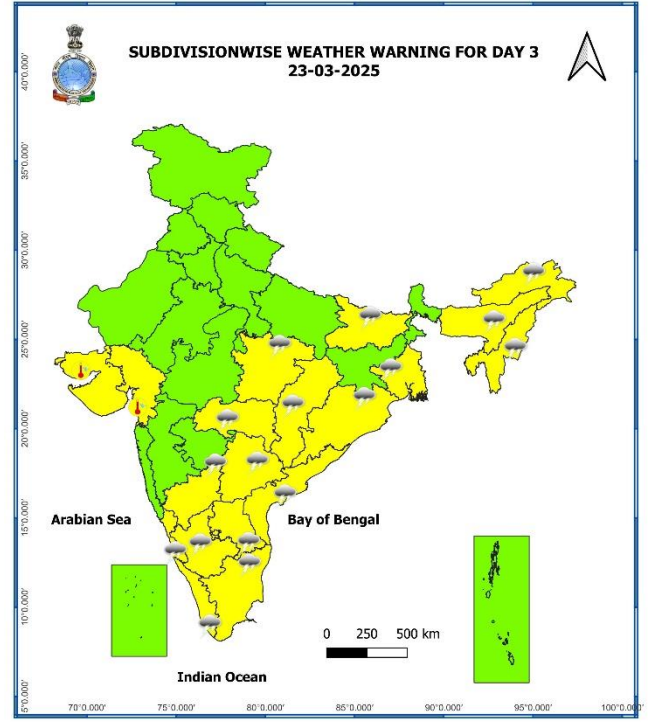 SUBDIVISIONWISE WEATHER WARNING FOR DAY 3
23-03-2025
40°0.000'
35°0.000'
30°0.000'
25°0.000'
20°0.000'
15°0.000'
10°0.000'
5°0.000'
Arabian Sea
Bay of Bengal
0 250 500 km
Indian Ocean
70°0.000' 75°0.000' 80°0.000' 85°0.000' 90°0.000' 95°0.000' 100°0.000'